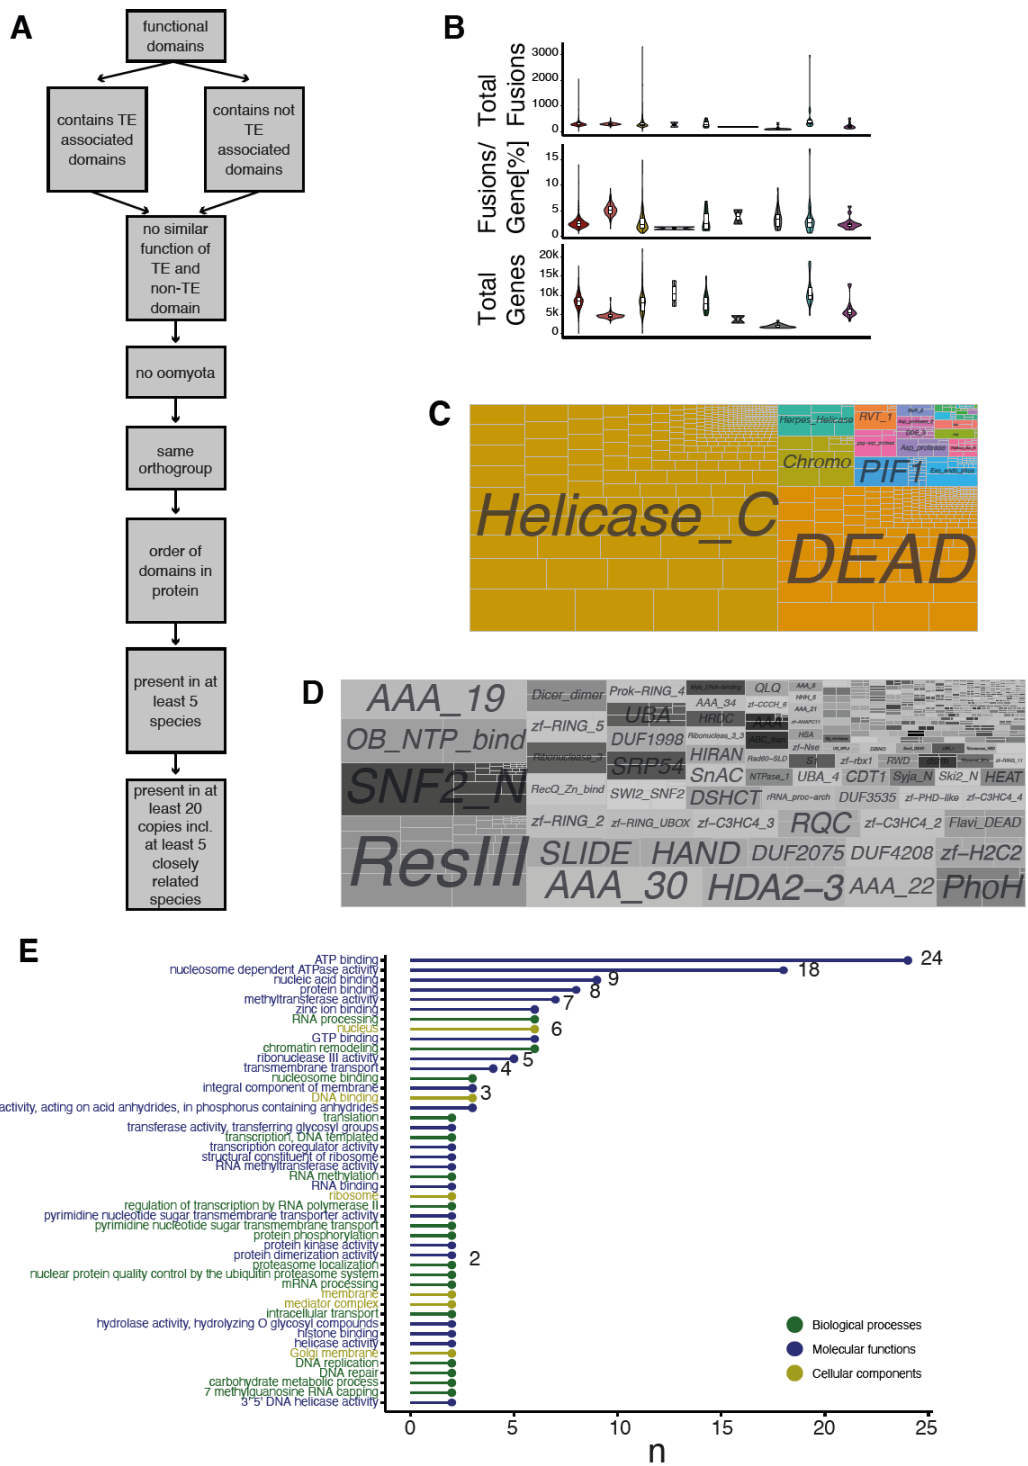 A
functional
domains
contains TE
associated
domains
contains not
TE
associated
domains
no similar
function of
TE and
non-TE
domain
no oomyota
same
orthogroup
order of
domains in
protein
present in at
least 5
species
present in at
least 20
copies incl.
at least 5
closely
related
species
B
Total
Fusions
3000
2000
1000
0
Fusions/
Gene[%]
15
10
5
0
Total
Genes
20k
15k
10k
5k
0
C
Helicase_C
Herpes_Helicase
RVT_1
Chromo
Asp_protease
PIF1
DEAD
D
AAA_19
Dicer_dimer
Prok-RING_4
QLQ
AAA_34
zf-CCCH_6
OB_NTP_bind
zf-RING_5
UBA
HRDC
AAA
DUF1998
Ribonucleas_3_3
ABC_tran
HSA
Ribonuclease_3
HIRAN
Rad60-SLD
zf-Nse
SNF2_N
SRP54
zf-rbx1
RWD
RecQ_Zn_bind
SWI2_SNF2
SnAC
NTPase_1
UBA_4
CDT1
Syja_N
Ski2_N
HEAT
DSHCT
rRNA_proc-arch
DUF3535
zf-PHD-like
zf-C3HC4_4
ResIII
zf-RING_2
zf-RING_UBOX
zf-C3HC4_3
RQC
zf-C3HC4_2
Flavi_DEAD
SLIDE
HAND
DUF2075
DUF4208
zf-H2C2
AAA_30
HDA2-3
AAA_22
PhoH
E
ATP binding
24
nucleosome dependent ATPase activity
18
nucleic acid binding
9
protein binding
8
methyltransferase activity
7
zinc ion binding
RNA processing
nucleus
6
GTP binding
chromatin remodeling
ribonuclease III activity
5
transmembrane transport
4
nucleosome binding
integral component of membrane
3
DNA binding
activity, acting on acid anhydrides, in phosphorus containing anhydrides
translation
transferase activity, transferring glycosyl groups
transcription, DNA templated
transcription coregulator activity
structural constituent of ribosome
RNA methyltransferase activity
RNA methylation
RNA binding
ribosome
regulation of transcription by RNA polymerase II
pyrimidine nucleotide sugar transmembrane transporter activity
pyrimidine nucleotide sugar transmembrane transport
protein phosphorylation
protein kinase activity
protein dimerization activity
2
proteasome localization
nuclear protein quality control by the ubiquitin proteasome system
mRNA processing
membrane
mediator complex
intracellular transport
hydrolase activity, hydrolyzing O glycosyl compounds
histone binding
helicase activity
Golgi membrane
DNA replication
DNA repair
carbohydrate metabolic process
7 methylguanosine RNA capping
3' 5' DNA helicase activity
Biological processes
Molecular functions
Cellular components
0 5 10 15 20 25
n